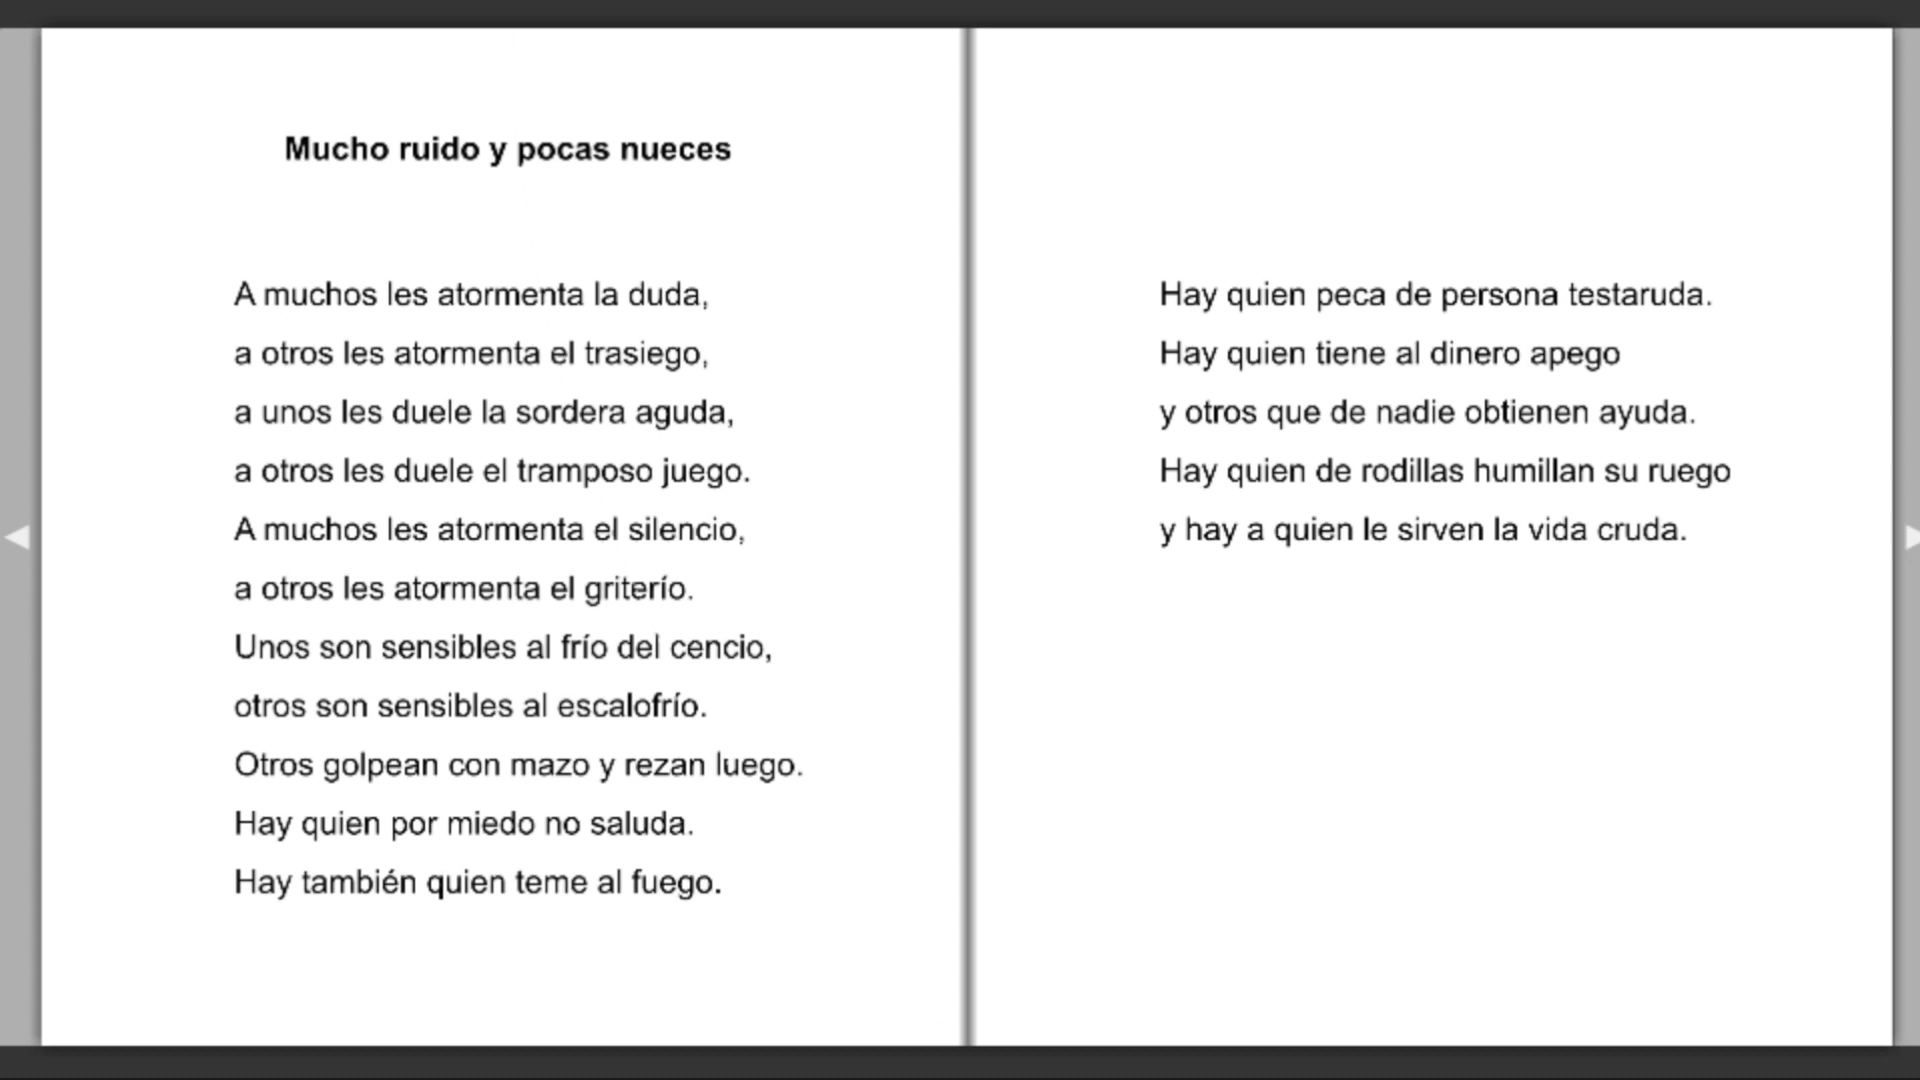 Mucho ruido y pocas nueces
A muchos les atormenta la duda,
a otros les atormenta el trasiego,
a unos les duele la sordera aguda,
a otros les duele el tramposo juego.
A muchos les atormenta el silencio,
a otros les atormenta el griterío.
Unos son sensibles al frío del cencio,
otros son sensibles al escalofrío.
Otros golpean con mazo y rezan luego.
Hay quien por miedo no saluda.
Hay también quien teme al fuego.
Hay quien peca de persona testaruda.
Hay quien tiene al dinero apego
y otros que de nadie obtienen ayuda.
Hay quien de rodillas humillan su ruego
y hay a quien le sirven la vida cruda.